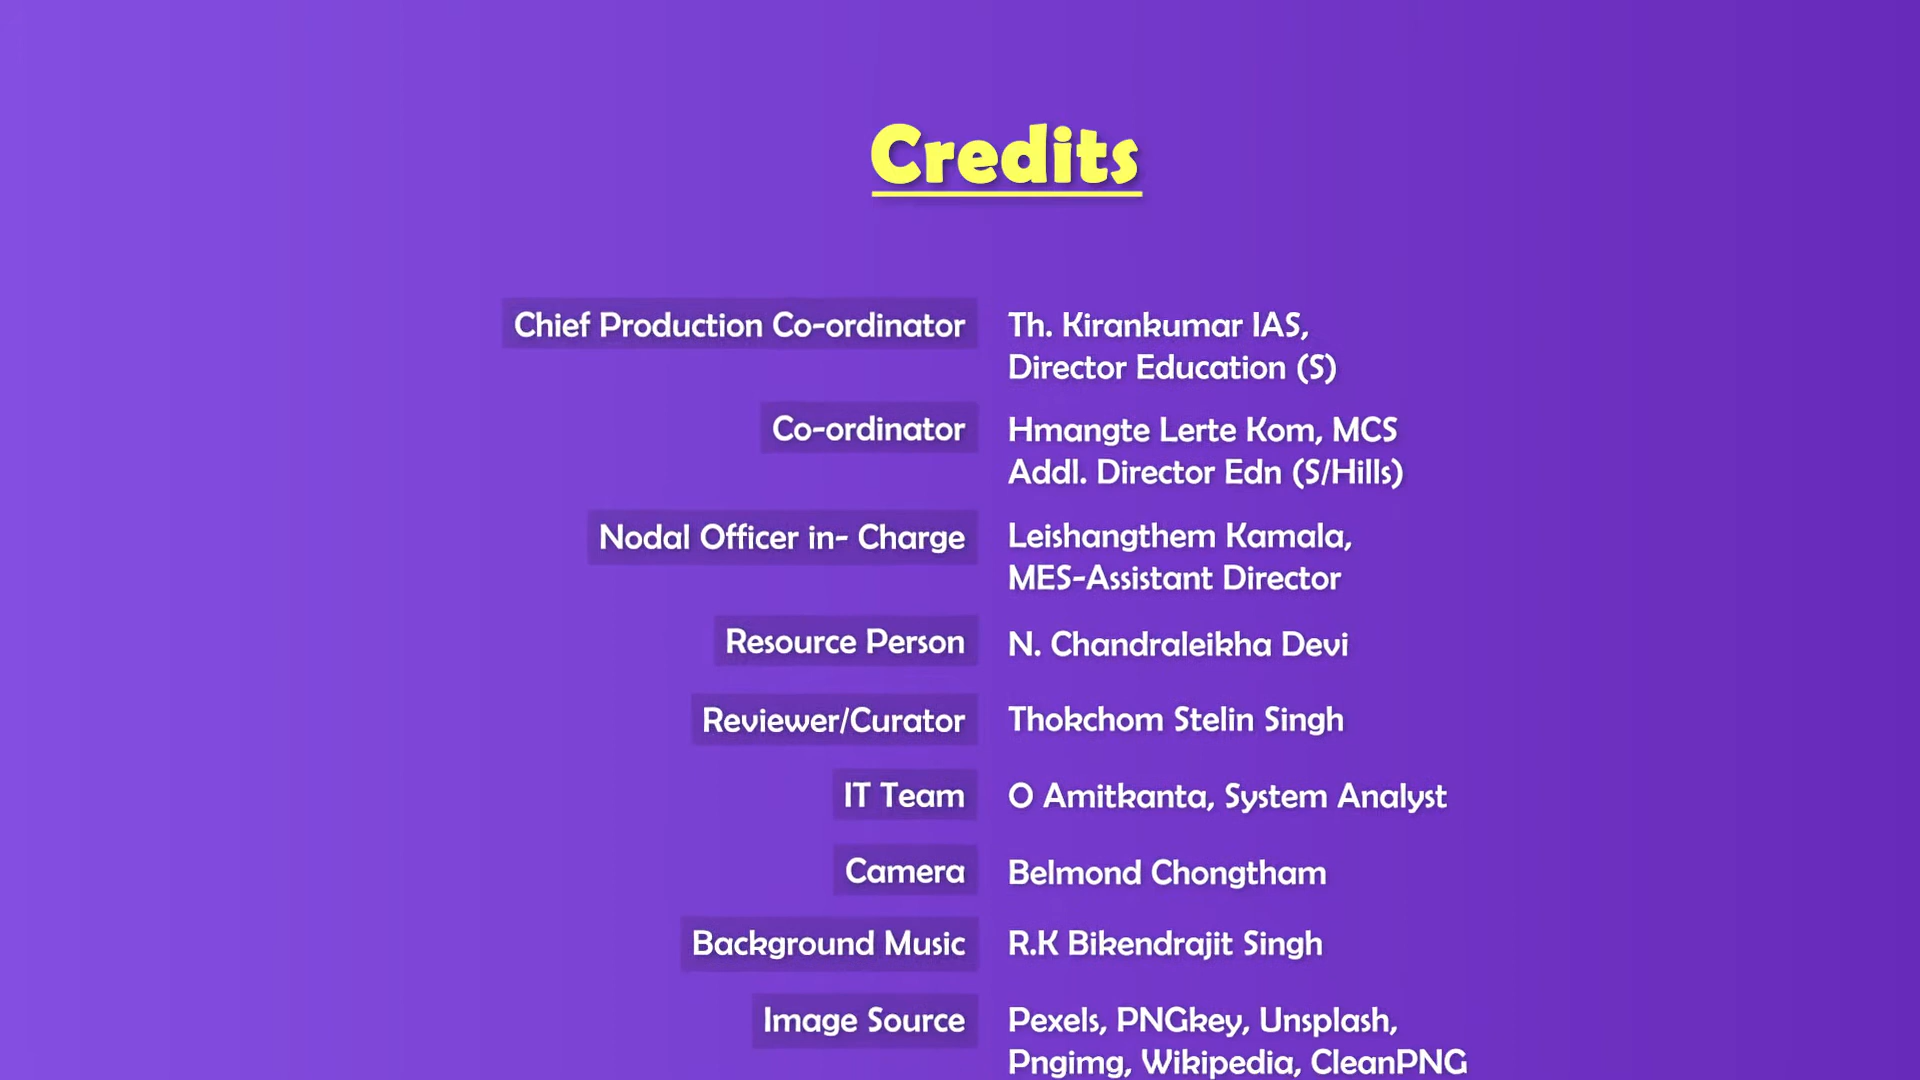 Credits
Chief Production Co-ordinator Th. Kirankumar IAS,
Director Education (S)
Co-ordinator Hmangte Lerte Kom, MCS
Addl. Director Edn (S/Hills)
Nodal Officer in- Charge Leishangthem Kamala,
MES-Assistant Director
Resource Person N. Chandraleikha Devi
Reviewer/Curator Thokchom Stelin Singh
IT Team O Amitkanta, System Analyst
Camera Belmond Chongtham
Background Music R.K Bikendrajit Singh
Image Source Pexels, PNGkey, Unsplash,
Pngimg, Wikipedia, CleanPNG